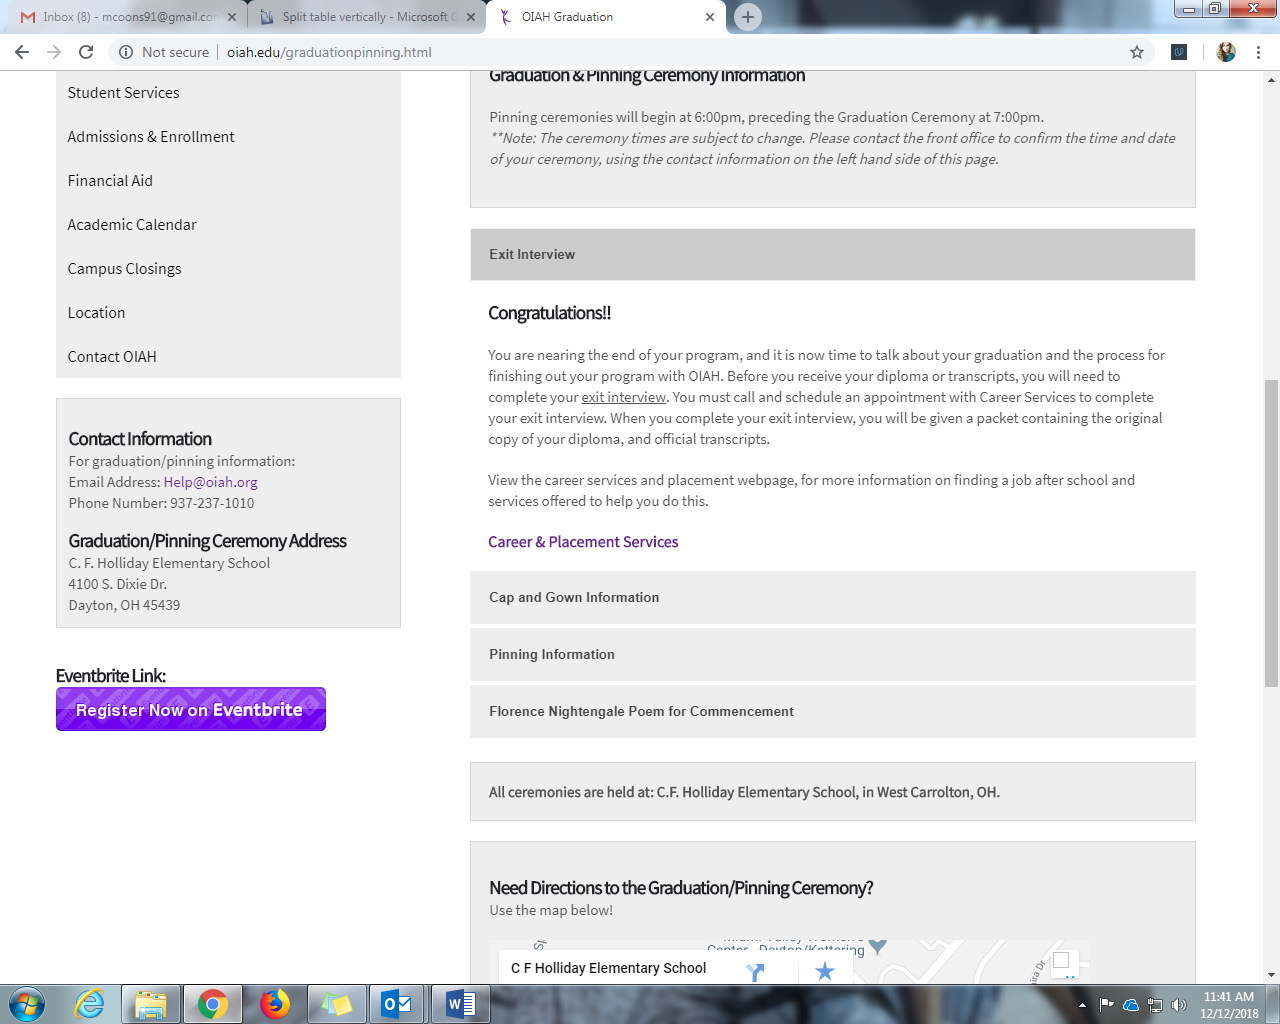 Inbox (8) - mcoons91@gmail.com
Split table vertically - Microsoft C
OIAH Graduation
Not secure
oiah.edu/graduationpinning.html
Student Services
Admissions & Enrollment
Financial Aid
Academic Calendar
Campus Closings
Location
Contact OIAH
Contact Information
For graduation/pinning information:
Email Address: Help@oiah.org
Phone Number: 937-237-1010
Graduation/Pinning Ceremony Address
C. F. Holliday Elementary School
4100 S. Dixie Dr.
Dayton, OH 45439
Eventbrite Link:
Register Now on Eventbrite
Graduation & Pinning Ceremony Information
Pinning ceremonies will begin at 6:00pm, preceding the Graduation Ceremony at 7:00pm.
**Note: The ceremony times are subject to change. Please contact the front office to confirm the time and date
of your ceremony, using the contact information on the left hand side of this page.
Exit Interview
Congratulations!!
You are nearing the end of your program, and it is now time to talk about your graduation and the process for
finishing out your program with OIAH. Before you receive your diploma or transcripts, you will need to
complete your exit interview. You must call and schedule an appointment with Career Services to complete
your exit interview. When you complete your exit interview, you will be given a packet containing the original
copy of your diploma, and official transcripts.
View the career services and placement webpage, for more information on finding a job after school and
services offered to help you do this.
Career & Placement Services
Cap and Gown Information
Pinning Information
Florence Nightengale Poem for Commencement
All ceremonies are held at: C.F. Holliday Elementary School, in West Carrolton, OH.
Need Directions to the Graduation/Pinning Ceremony?
Use the map below!
Miami Valley Women's
Center - Dayton/Kettering
C F Holliday Elementary School
11:41 AM
12/12/2018